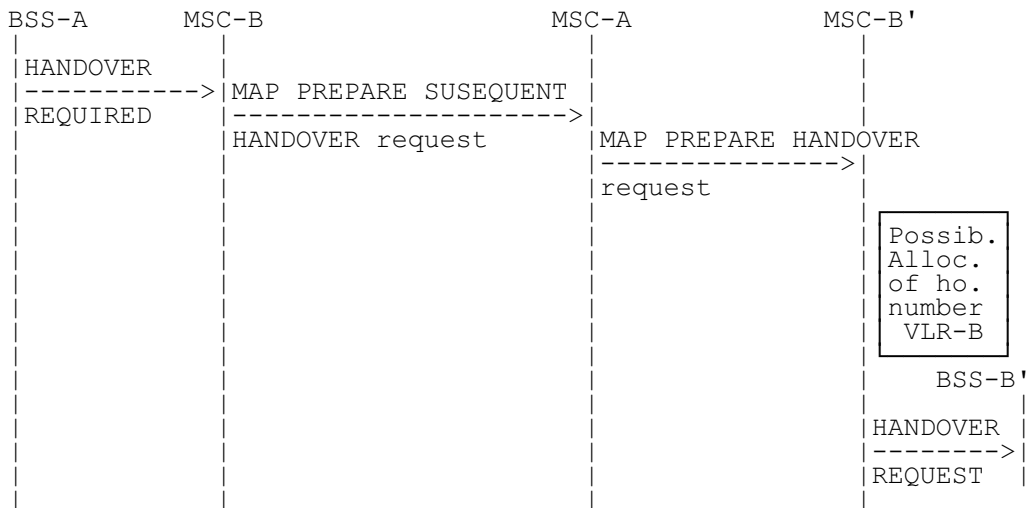 BSS-A MSC-B MSC-A MSC-B'
HANDOVER
MAP PREPARE SUSEQUENT
REQUIRED
HANDOVER request MAP PREPARE HANDOVER
request
Possib.
Alloc.
of ho.
number
VLR-B
BSS-B'
HANDOVER
REQUEST